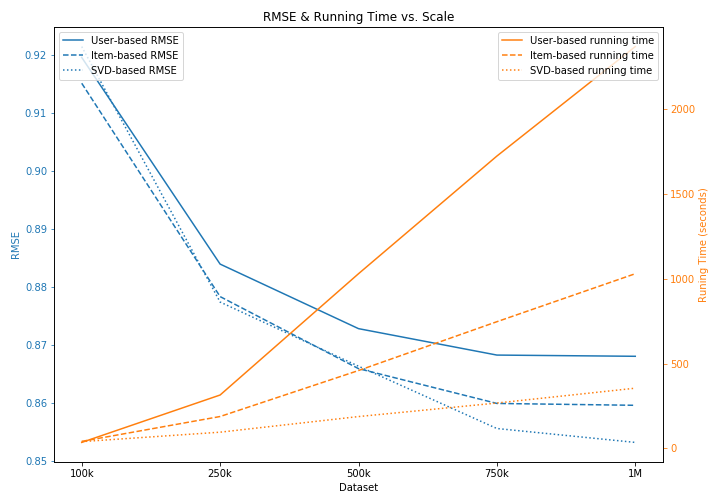 RMSE & Running Time vs. Scale
User-based RMSE
Item-based RMSE
SVD-based RMSE
User-based running time
Item-based running time
SVD-based running time
0.92
0.91
0.90
0.89
0.88
0.87
0.86
0.85
RMSE
2000
1500
1000
500
0
Runing Time (seconds)
100k
250k
500k
750k
1M
Dataset